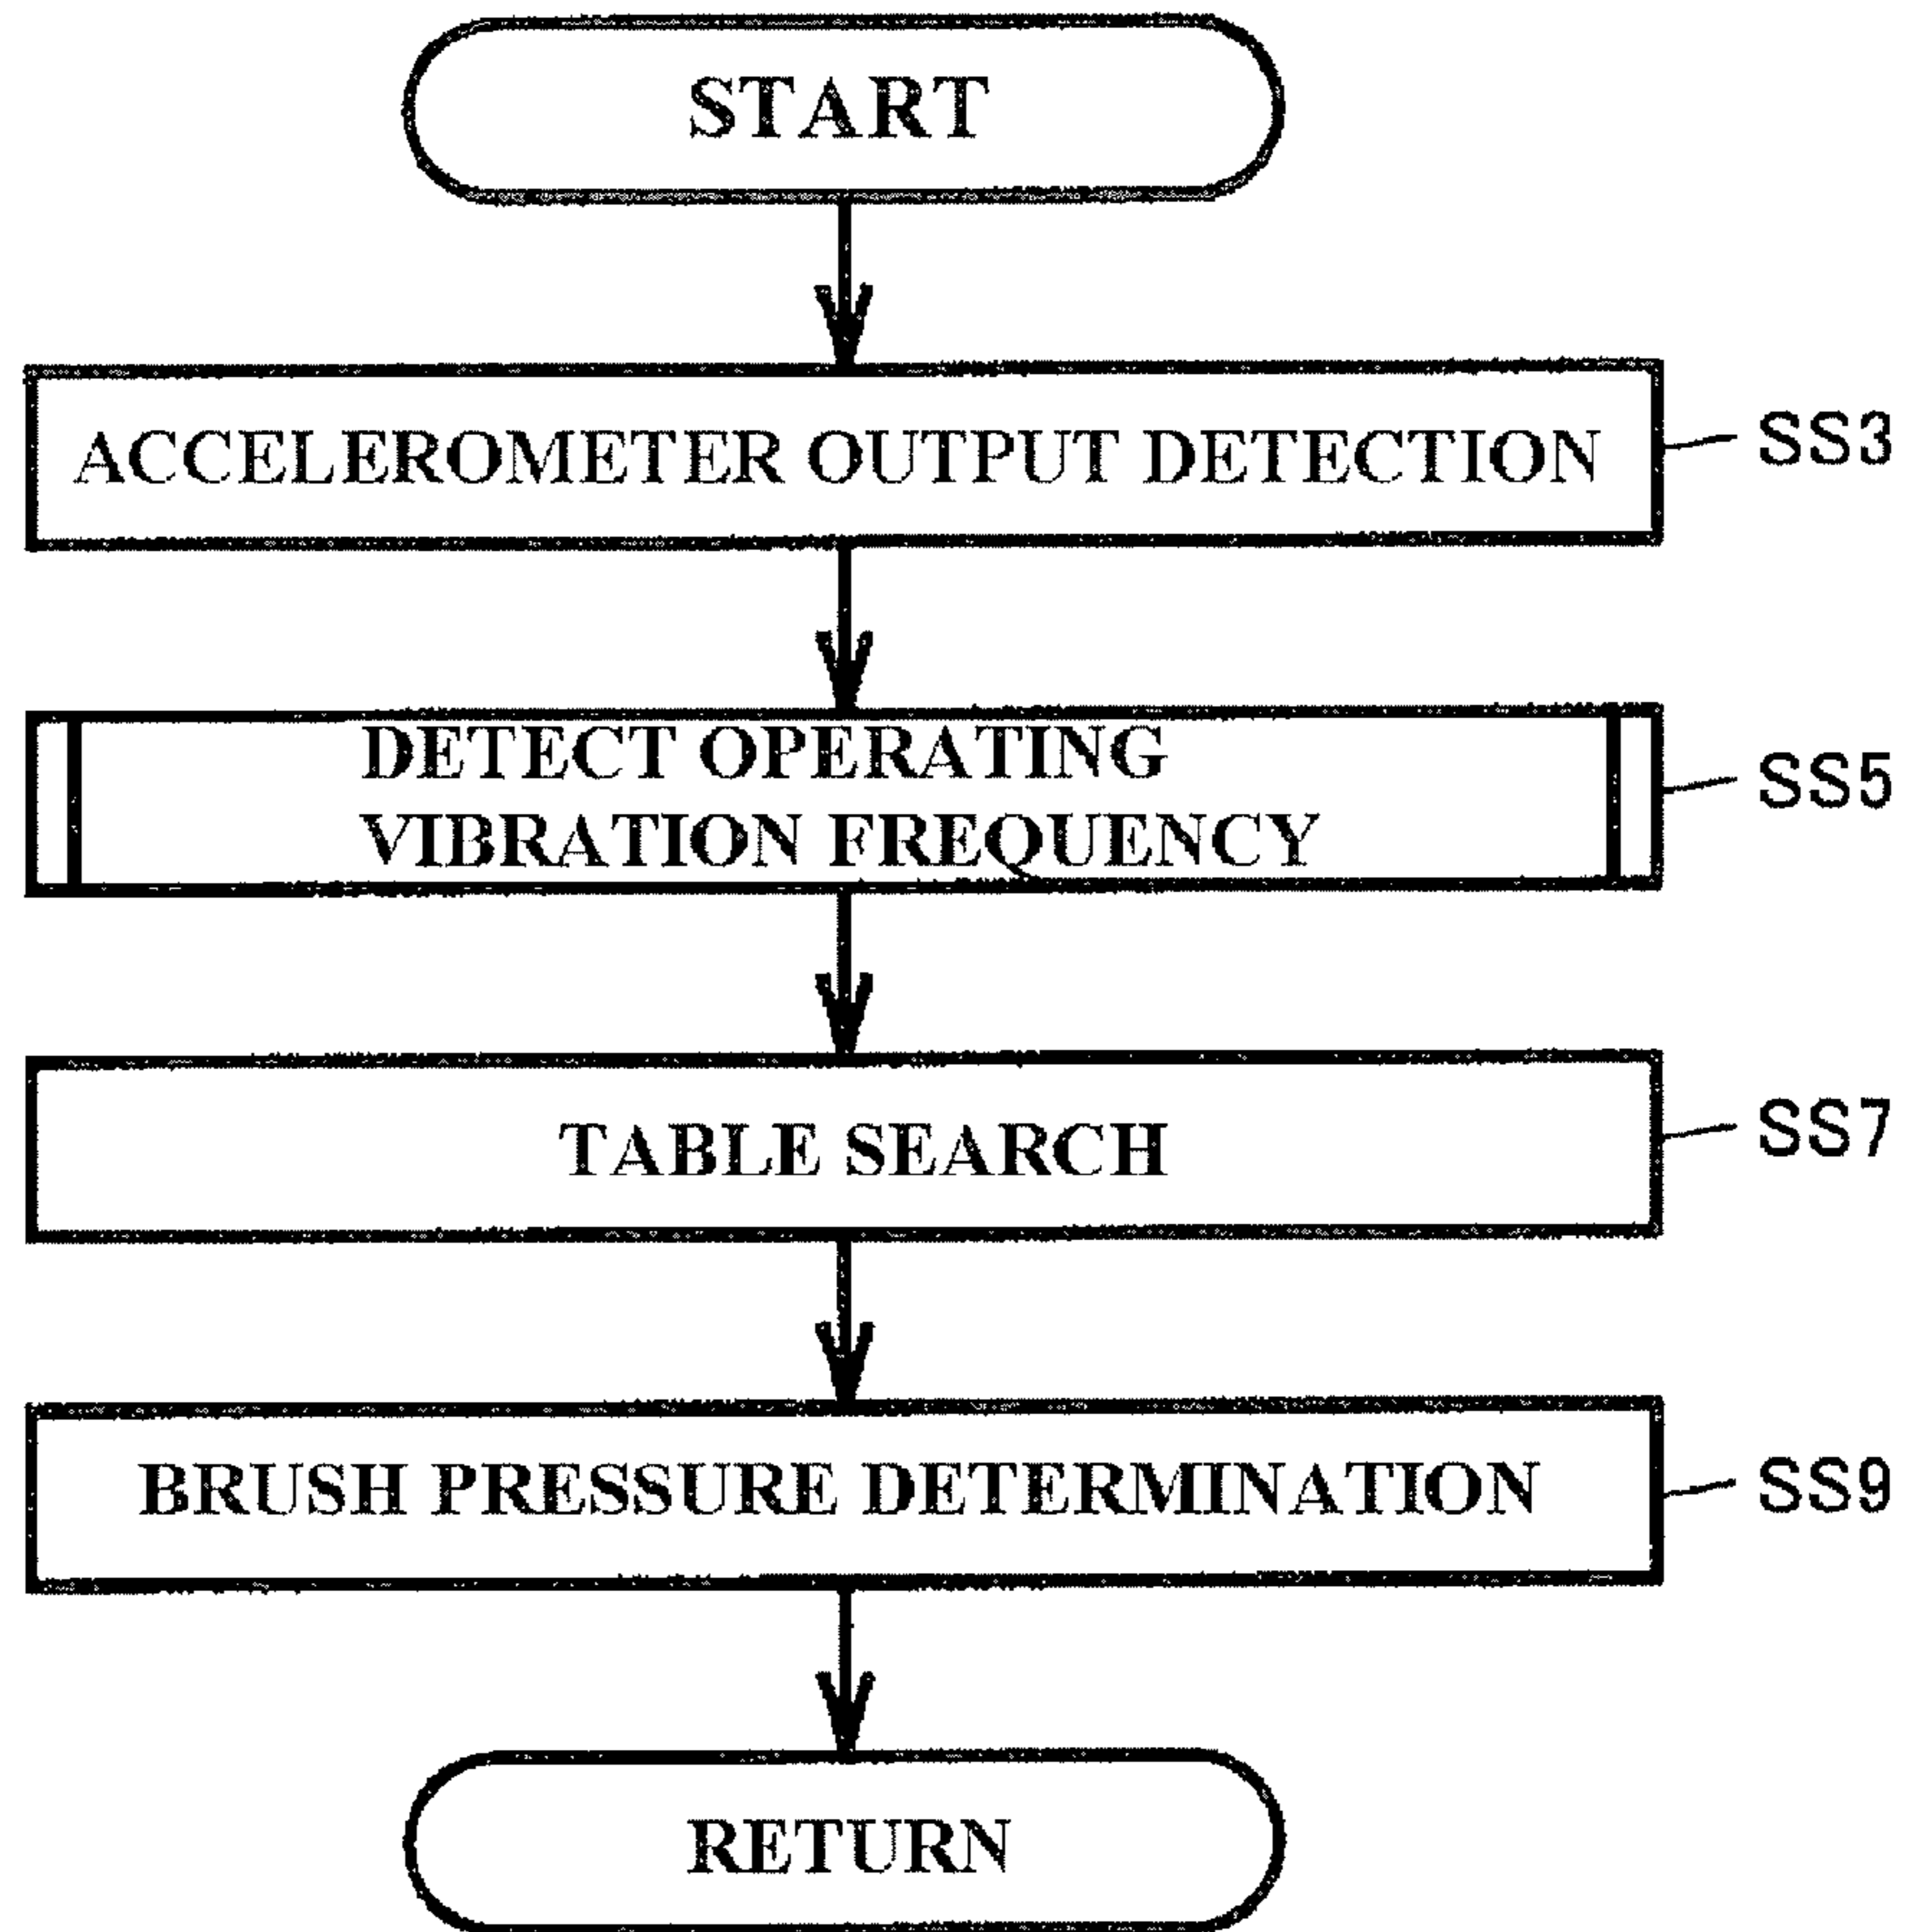 START
ACCELEROMETER OUTPUT DETECTION
SS3
DETECT OPERATING
VIBRATION FREQUENCY
SS5
TABLE SEARCH
SS7
BRUSH PRESSURE DETERMINATION
SS9
RETURN